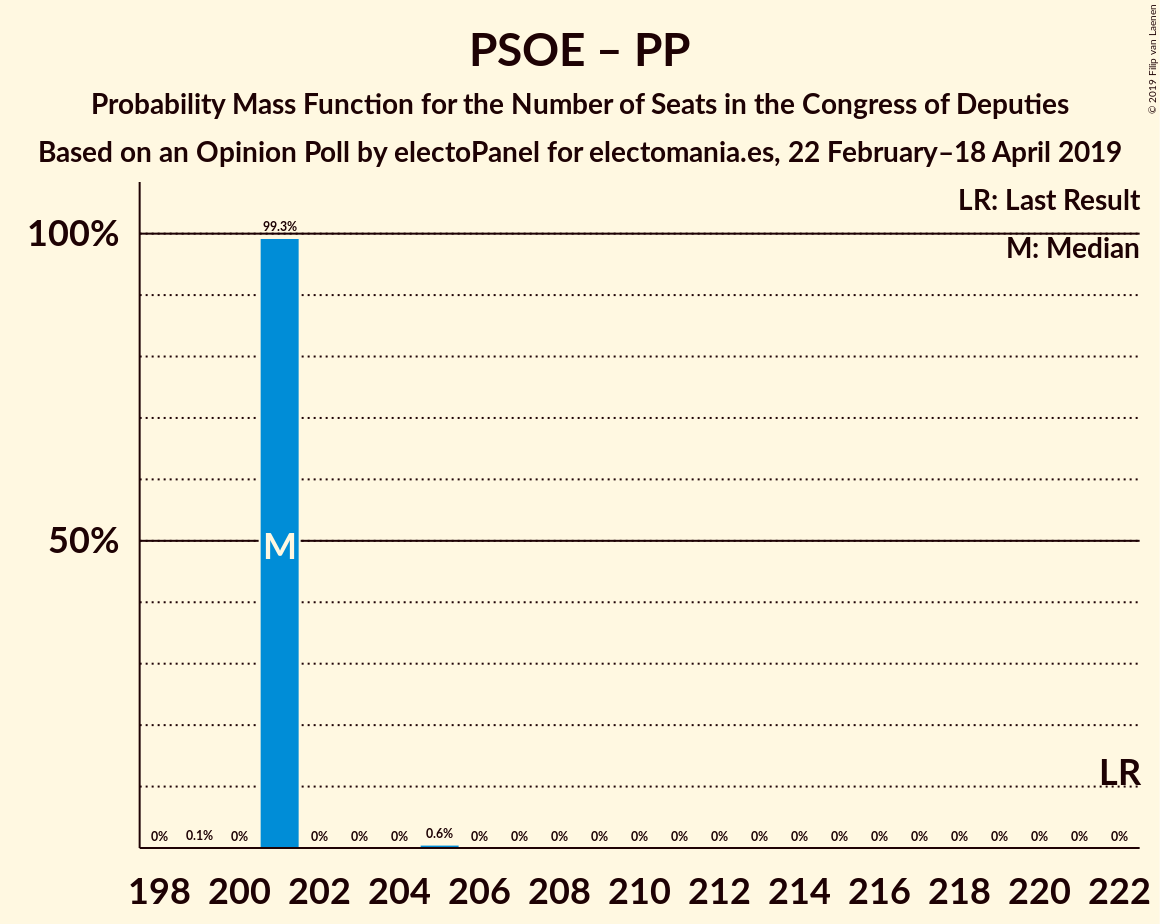 PSOE – PP
Probability Mass Function for the Number of Seats in the Congress of Deputies
Based on an Opinion Poll by electoPanel for electomania.es, 22 February–18 April 2019
© 2019 Filip van Laenen
LR: Last Result
M: Median
100%
50%
99.3%
M
LR
0% 0.1% 0% 0% 0% 0% 0.6% 0% 0% 0% 0% 0% 0% 0% 0% 0% 0% 0% 0% 0% 0% 0% 0% 0%
198 200 202 204 206 208 210 212 214 216 218 220 222